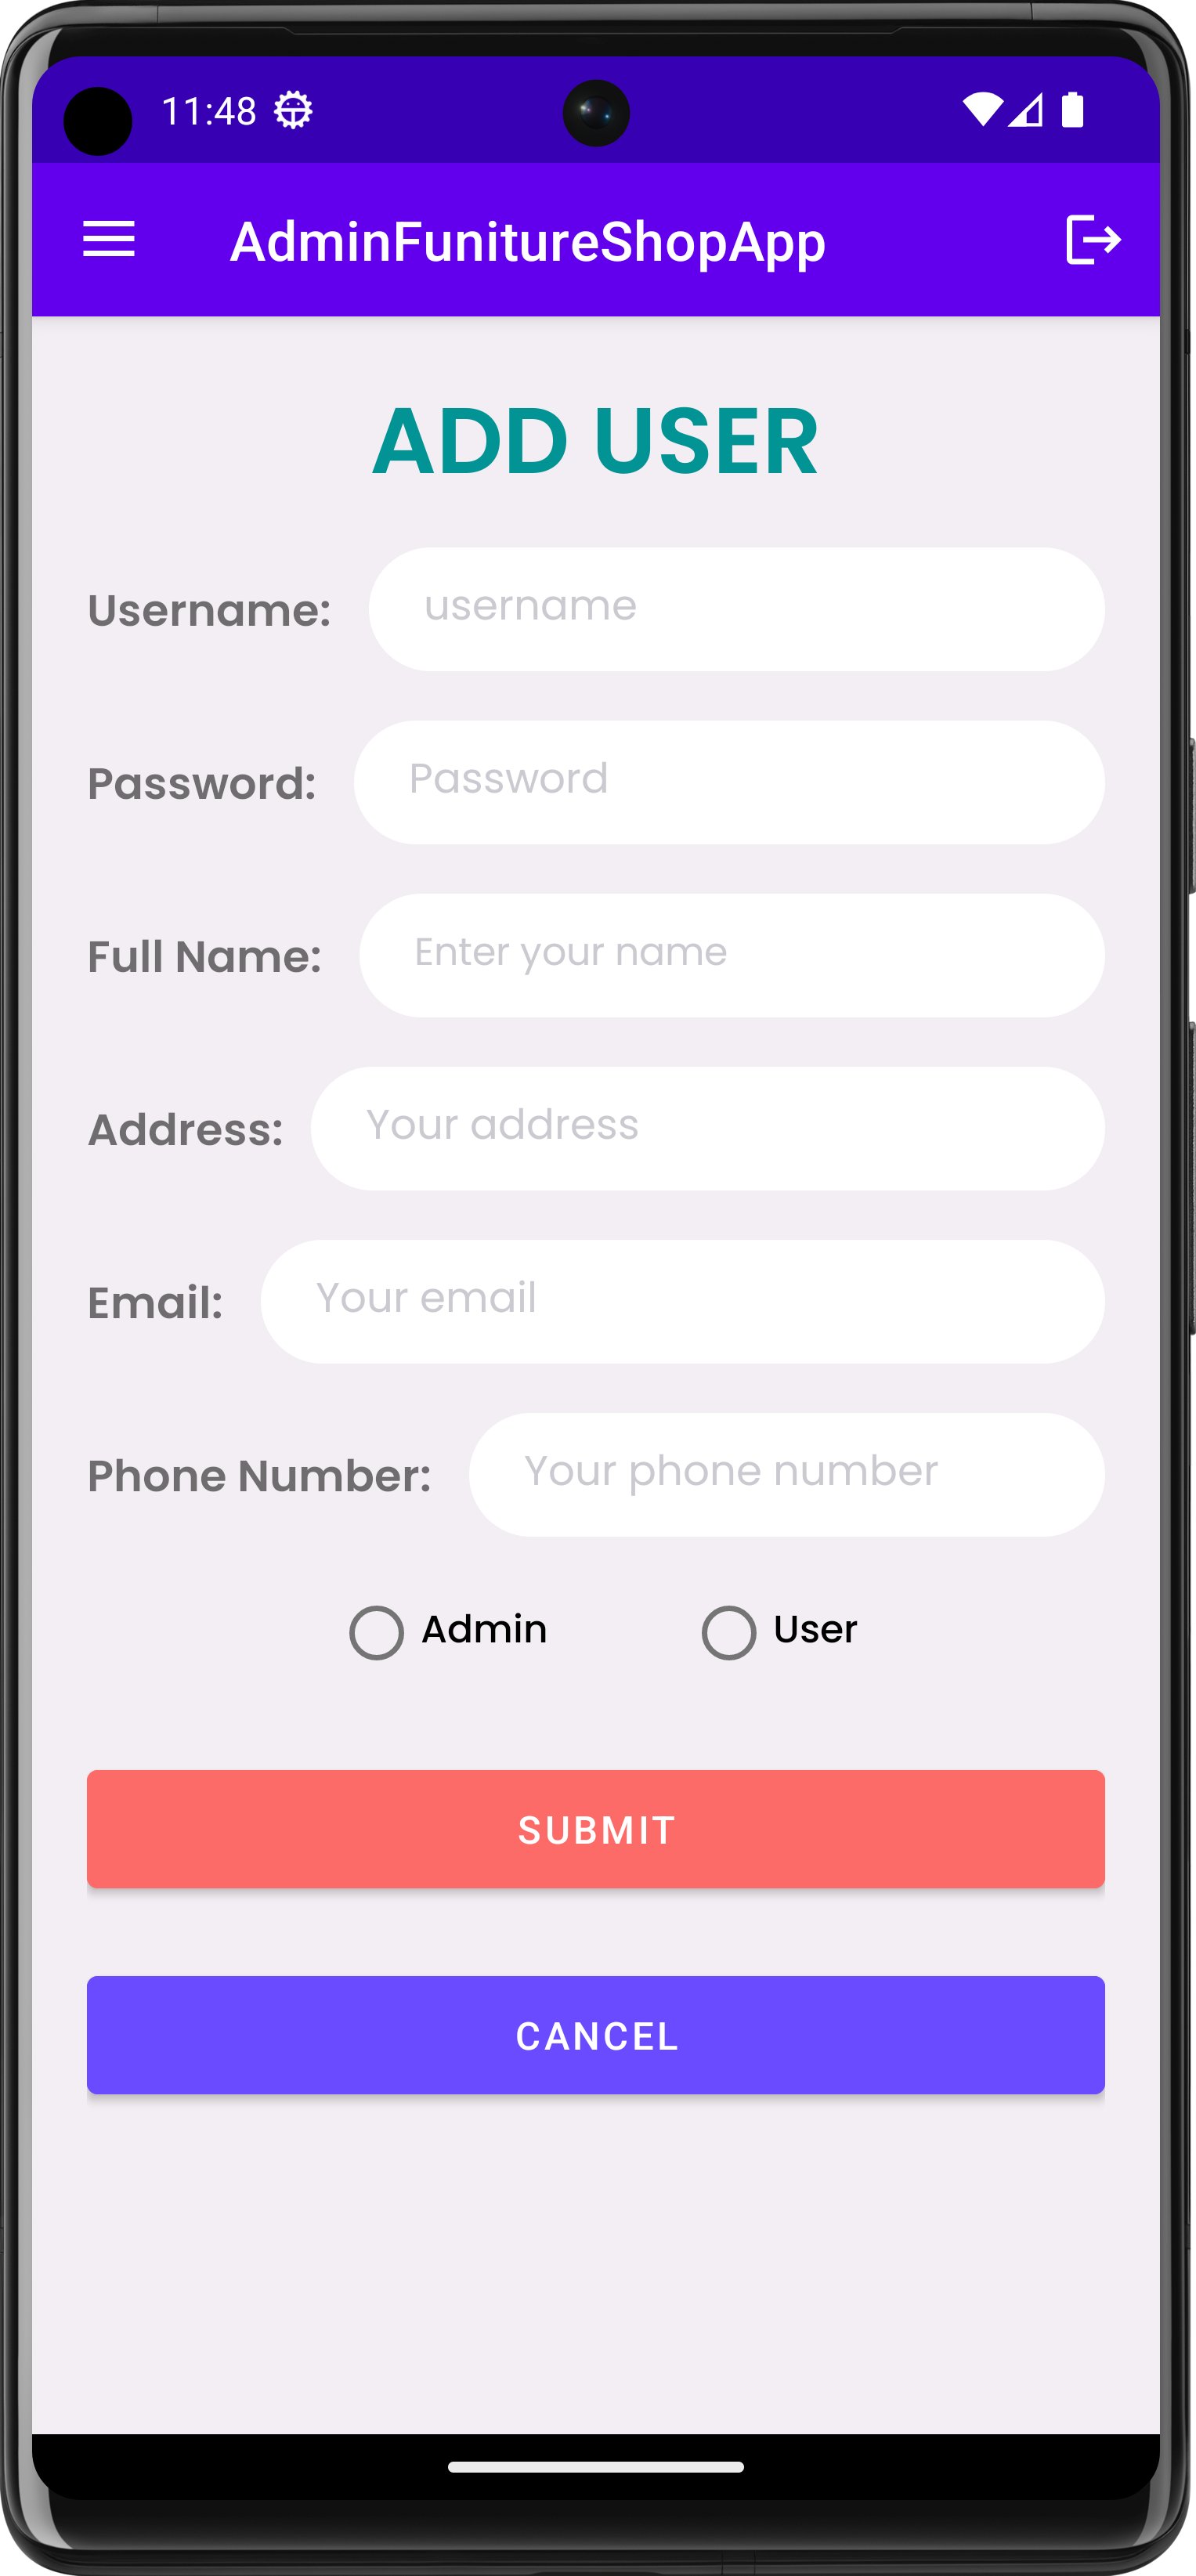 11:48
AdminFunitureShopApp
ADD USER
Username: username
Password: Password
Full Name: Enter your name
Address: Your address
Email: Your email
Phone Number: Your phone number
Admin User
SUBMIT
CANCEL